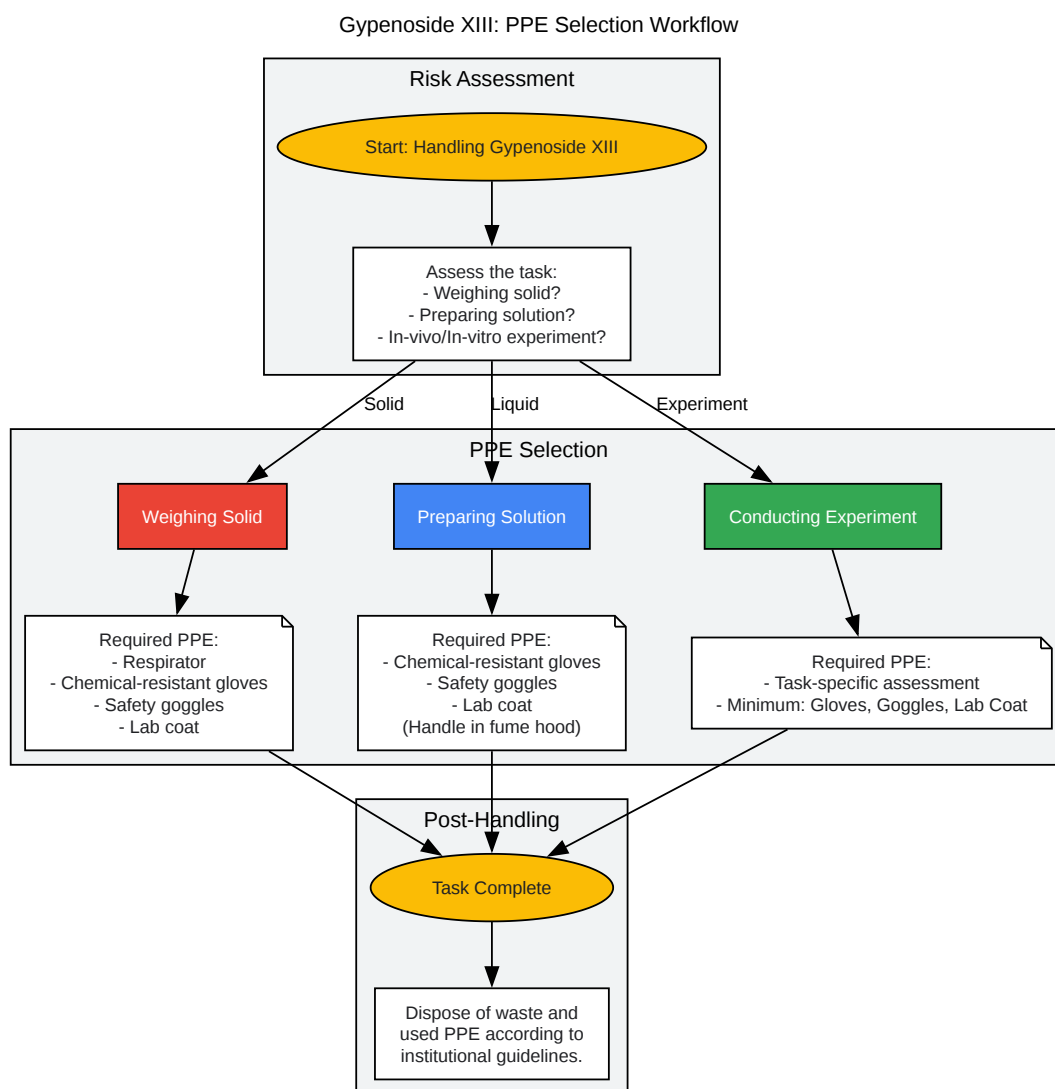 Gypenoside XIII: PPE Selection Workflow
Risk Assessment
Start: Handling Gypenoside XIII
Assess the task:
- Weighing solid?
- Preparing solution?
- In-vivo/In-vitro experiment?
Solid
Liquid
Experiment
PPE Selection
Weighing Solid
Preparing Solution
Conducting Experiment
Required PPE:
- Respirator
- Chemical-resistant gloves
- Safety goggles
- Lab coat
Required PPE:
- Chemical-resistant gloves
- Safety goggles
- Lab coat
(Handle in fume hood)
Required PPE:
- Task-specific assessment
- Minimum: Gloves, Goggles, Lab Coat
Post-Handling
Task Complete
Dispose of waste and
used PPE according to
institutional guidelines.